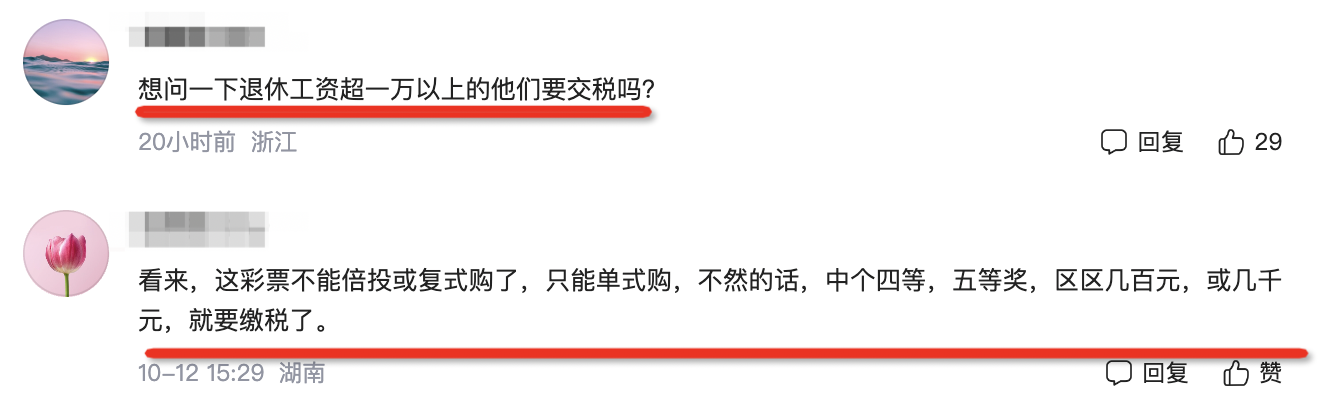 想问一下退休工资超一万以上的他们要交税吗?
20小时前 浙江
回复 29
看来，这彩票不能倍投或复式购了，只能单式购，不然的话，中个四等，五等奖，区区几百元，或几千
元，就要缴税了。
10-12 15:29 湖南
回复 赞